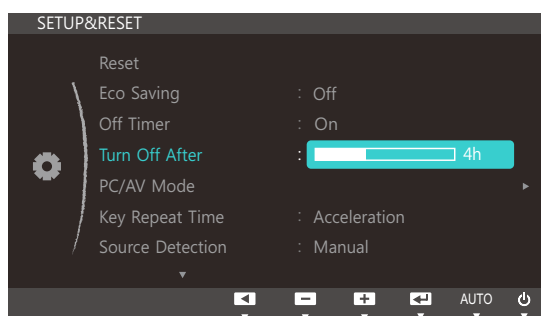 SETUP&RESET
Reset
Eco Saving : Off
Off Timer : On
Turn Off After : 4h
PC/AV Mode
Key Repeat Time : Acceleration
Source Detection : Manual
AUTO